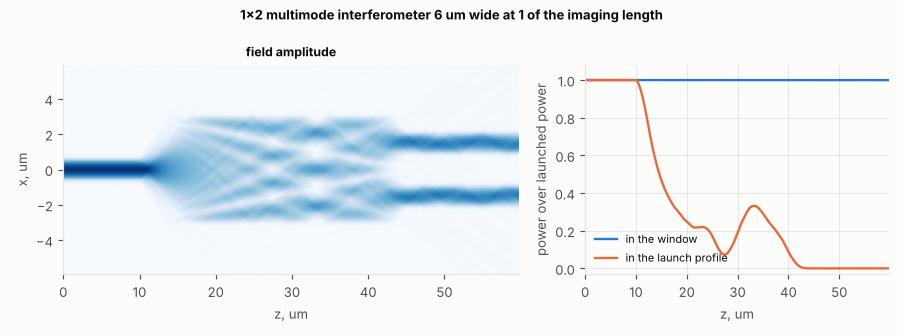 1×2 multimode interferometer 6 um wide at 1 of the imaging length
field amplitude
x, um
4
2
0
−2
−4
0
10
20
30
40
50
z, um
power over launched power
1.0
0.8
0.6
0.4
0.2
0.0
in the window
in the launch profile
0
10
20
30
40
50
z, um